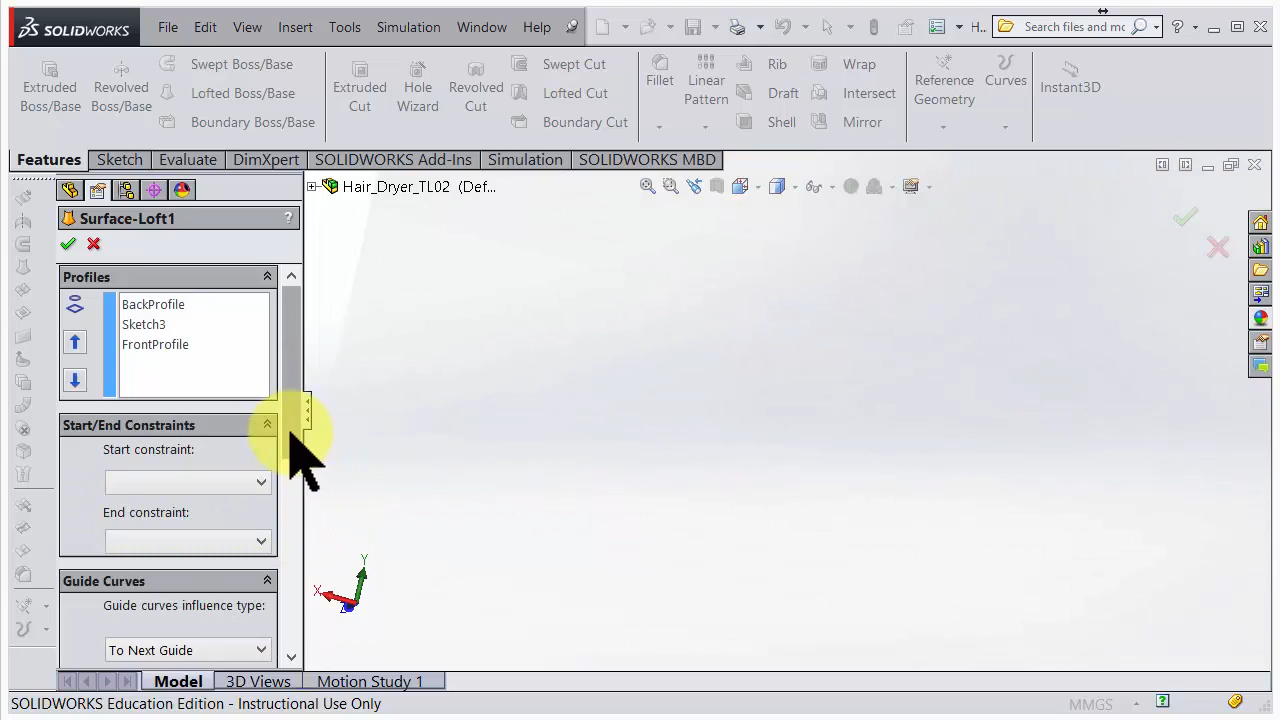 SOLIDWORKS File Edit View Insert Tools Simulation Window Help H.. Search files and mc
Extruded Boss/Base
Revolved Boss/Base
Swept Boss/Base
Lofted Boss/Base
Boundary Boss/Base
Extruded Cut
Hole Wizard
Revolved Cut
Swept Cut
Lofted Cut
Boundary Cut
Fillet
Linear Pattern
Rib
Draft
Shell
Wrap
Intersect
Mirror
Reference Geometry
Curves
Instant3D
Features Sketch Evaluate DimXpert SOLIDWORKS Add-Ins Simulation SOLIDWORKS MBD
Hair_Dryer_TL02 (Def...
Surface-Loft1 ?
Profiles
BackProfile
Sketch3
FrontProfile
Start/End Constraints
Start constraint:
End constraint:
Guide Curves
Guide curves influence type:
To Next Guide
Y
X
Z
Model 3D Views Motion Study 1
SOLIDWORKS Education Edition - Instructional Use Only MMGS